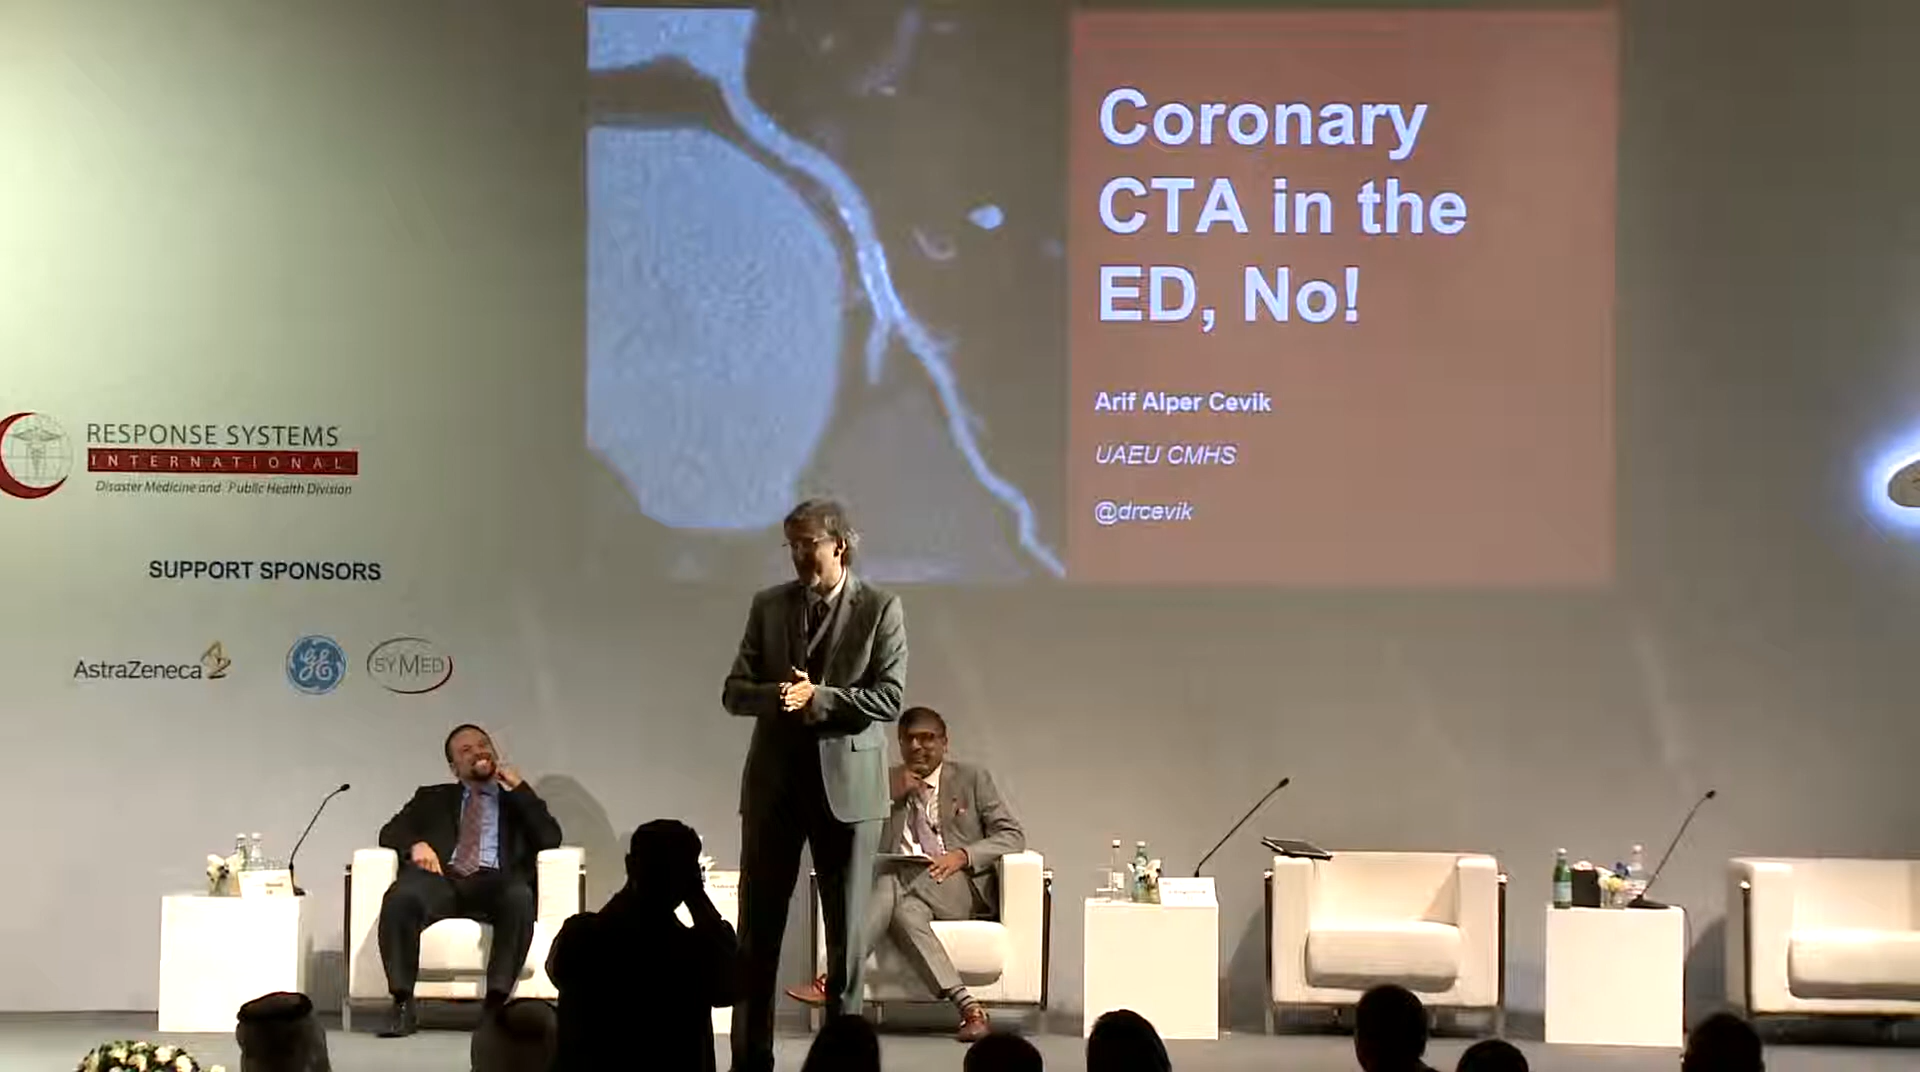 Coronary
CTA in the
ED, No!
Arif Alper Cevik
UAEU CMHS
@drcevik
RESPONSE SYSTEMS
INTERNATIONAL
Disaster Medicine and Public Health Division
SUPPORT SPONSORS
AstraZeneca
GE
SYMED